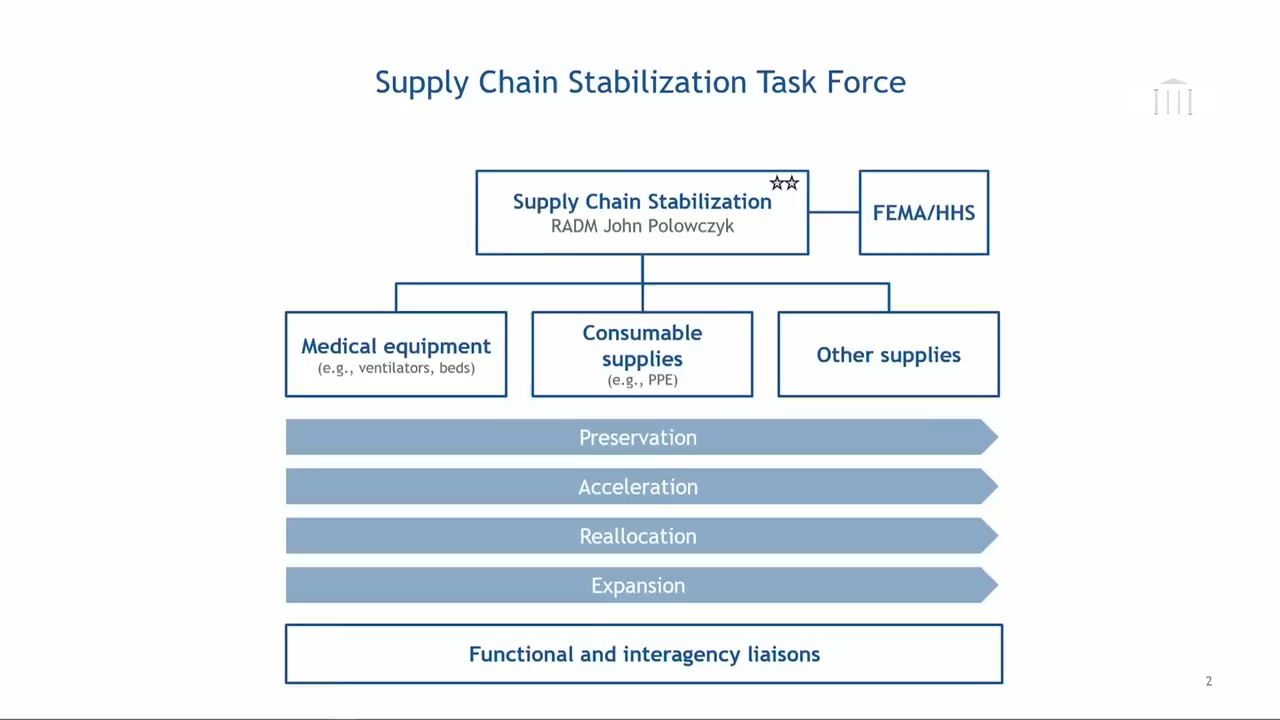 Supply Chain Stabilization Task Force
Supply Chain Stabilization
RADM John Polowczyk
FEMA/HHS
Medical equipment
(e.g., ventilators, beds)
Consumable
supplies
(e.g., PPE)
Other supplies
Preservation
Acceleration
Reallocation
Expansion
Functional and interagency liaisons
2